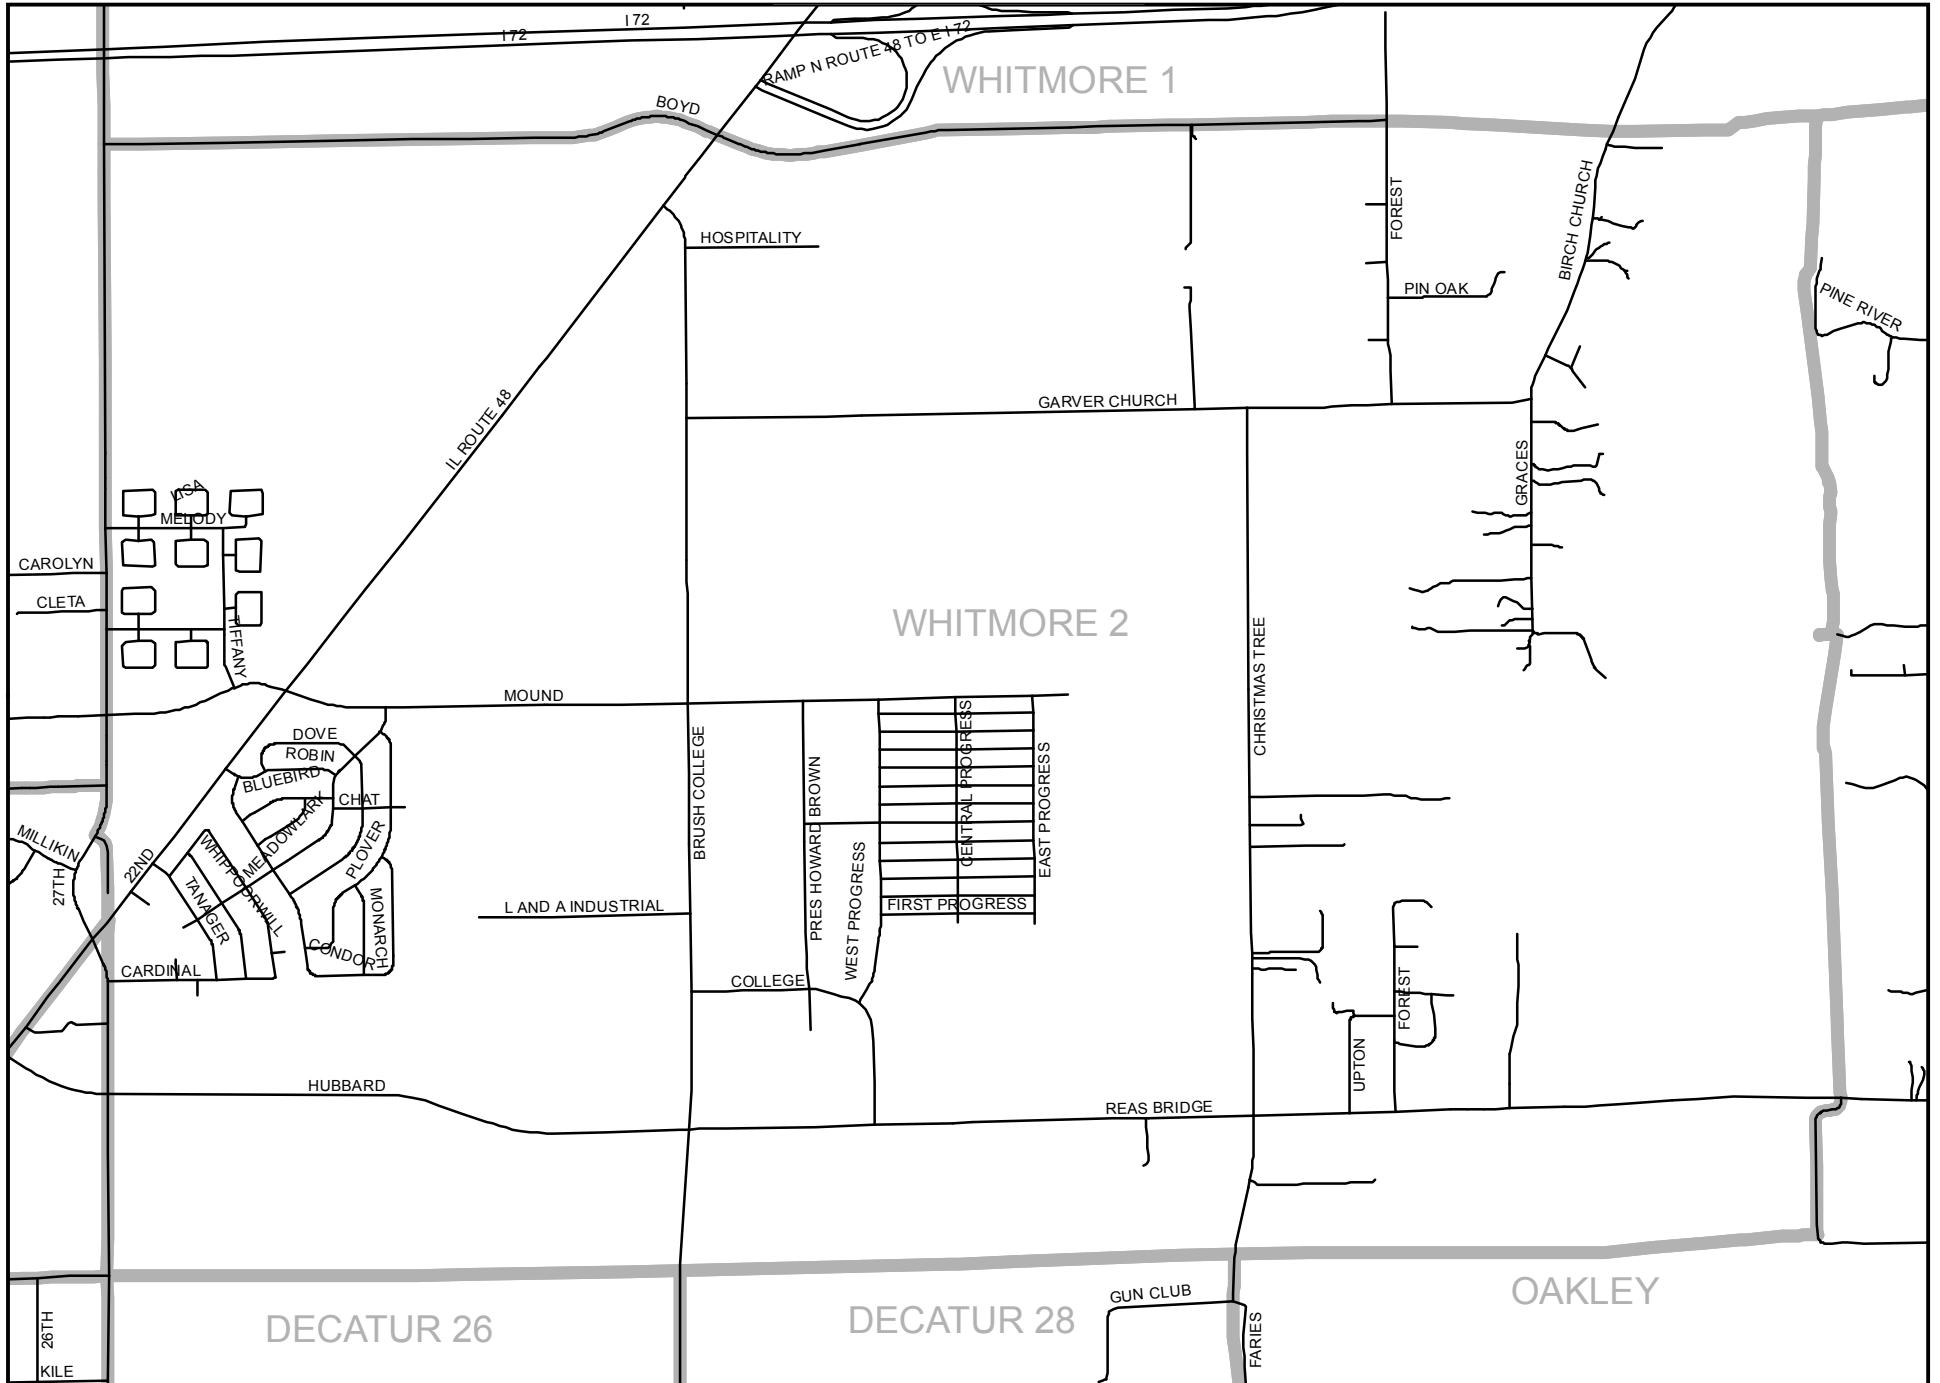 I 72
I 72
RAMP N ROUTE 48 TO E I 72
WHITMORE 1
BOYD
FOREST
BIRCH CHURCH
HOSPITALITY
PIN OAK
PINE RIVER
GARVER CHURCH
IL ROUTE 48
GRACES
LISA
MELODY
CAROLYN
CLETA
TIFFANY
WHITMORE 2
CHRISTMAS TREE
MOUND
DOVE
ROBIN
BLUEBIRD
CHAT
MEADOWLARK
PLOVER
WHIPPOORWILL
TANAGER
MONARCH
CONDOR
CARDINAL
MILLIKIN
27TH
22ND
BRUSH COLLEGE
PRES HOWARD BROWN
WEST PROGRESS
CENTRAL PROGRESS
EAST PROGRESS
FIRST PROGRESS
L AND A INDUSTRIAL
COLLEGE
FOREST
UPTON
HUBBARD
REAS BRIDGE
GUN CLUB
OAKLEY
DECATUR 26
DECATUR 28
26TH
KILE
FARIES